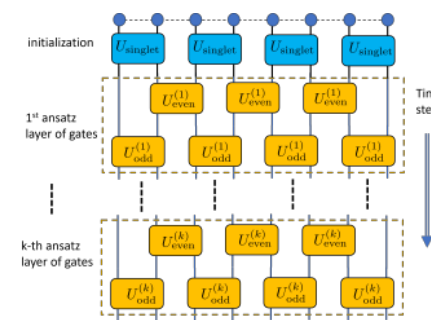 initialization
U_singlet U_singlet U_singlet U_singlet
U_even^(1) U_even^(1) U_even^(1)
1st ansatz
layer of gates
U_odd^(1) U_odd^(1) U_odd^(1) U_odd^(1)
Tim
ste
k-th ansatz
layer of gates
U_even^(k) U_even^(k) U_even^(k)
U_odd^(k) U_odd^(k) U_odd^(k) U_odd^(k)